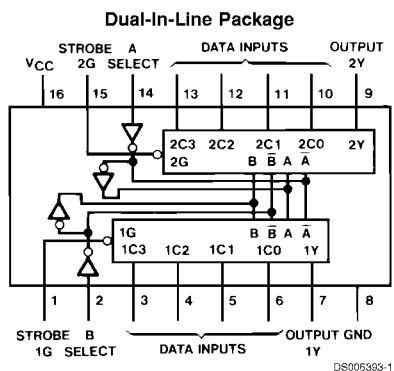 Dual-In-Line Package
STROBE A DATA INPUTS OUTPUT
VCC 2G SELECT 2Y
16 15 14 13 12 11 10 9
2C3 2C2 2C1 2C0 2Y
2G B B̅ A A̅
1G B B̅ A A̅
1C3 1C2 1C1 1C0 1Y
1 2 3 4 5 6 7 8
STROBE B DATA INPUTS OUTPUT GND
1G SELECT 1Y
DS006393-1